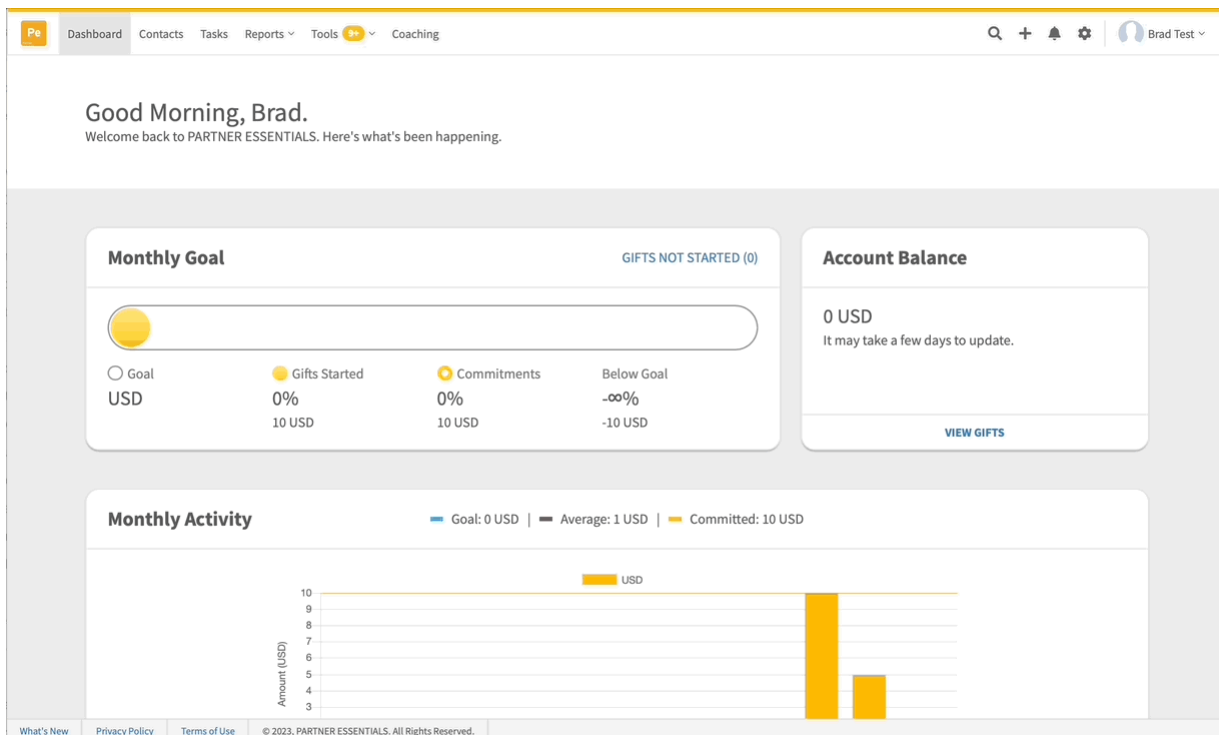 Pe
Dashboard Contacts Tasks Reports Tools 9+ Coaching Brad Test
Good Morning, Brad.
Welcome back to PARTNER ESSENTIALS. Here's what's been happening.
Monthly Goal GIFTS NOT STARTED (0)
Goal Gifts Started Commitments Below Goal
USD 0% 0% -∞%
10 USD 10 USD -10 USD
Account Balance
0 USD
It may take a few days to update.
VIEW GIFTS
Monthly Activity Goal: 0 USD | Average: 1 USD | Committed: 10 USD
USD
Amount (USD)
10
9
8
7
6
5
4
3
What's New Privacy Policy Terms of Use © 2023, PARTNER ESSENTIALS. All Rights Reserved.